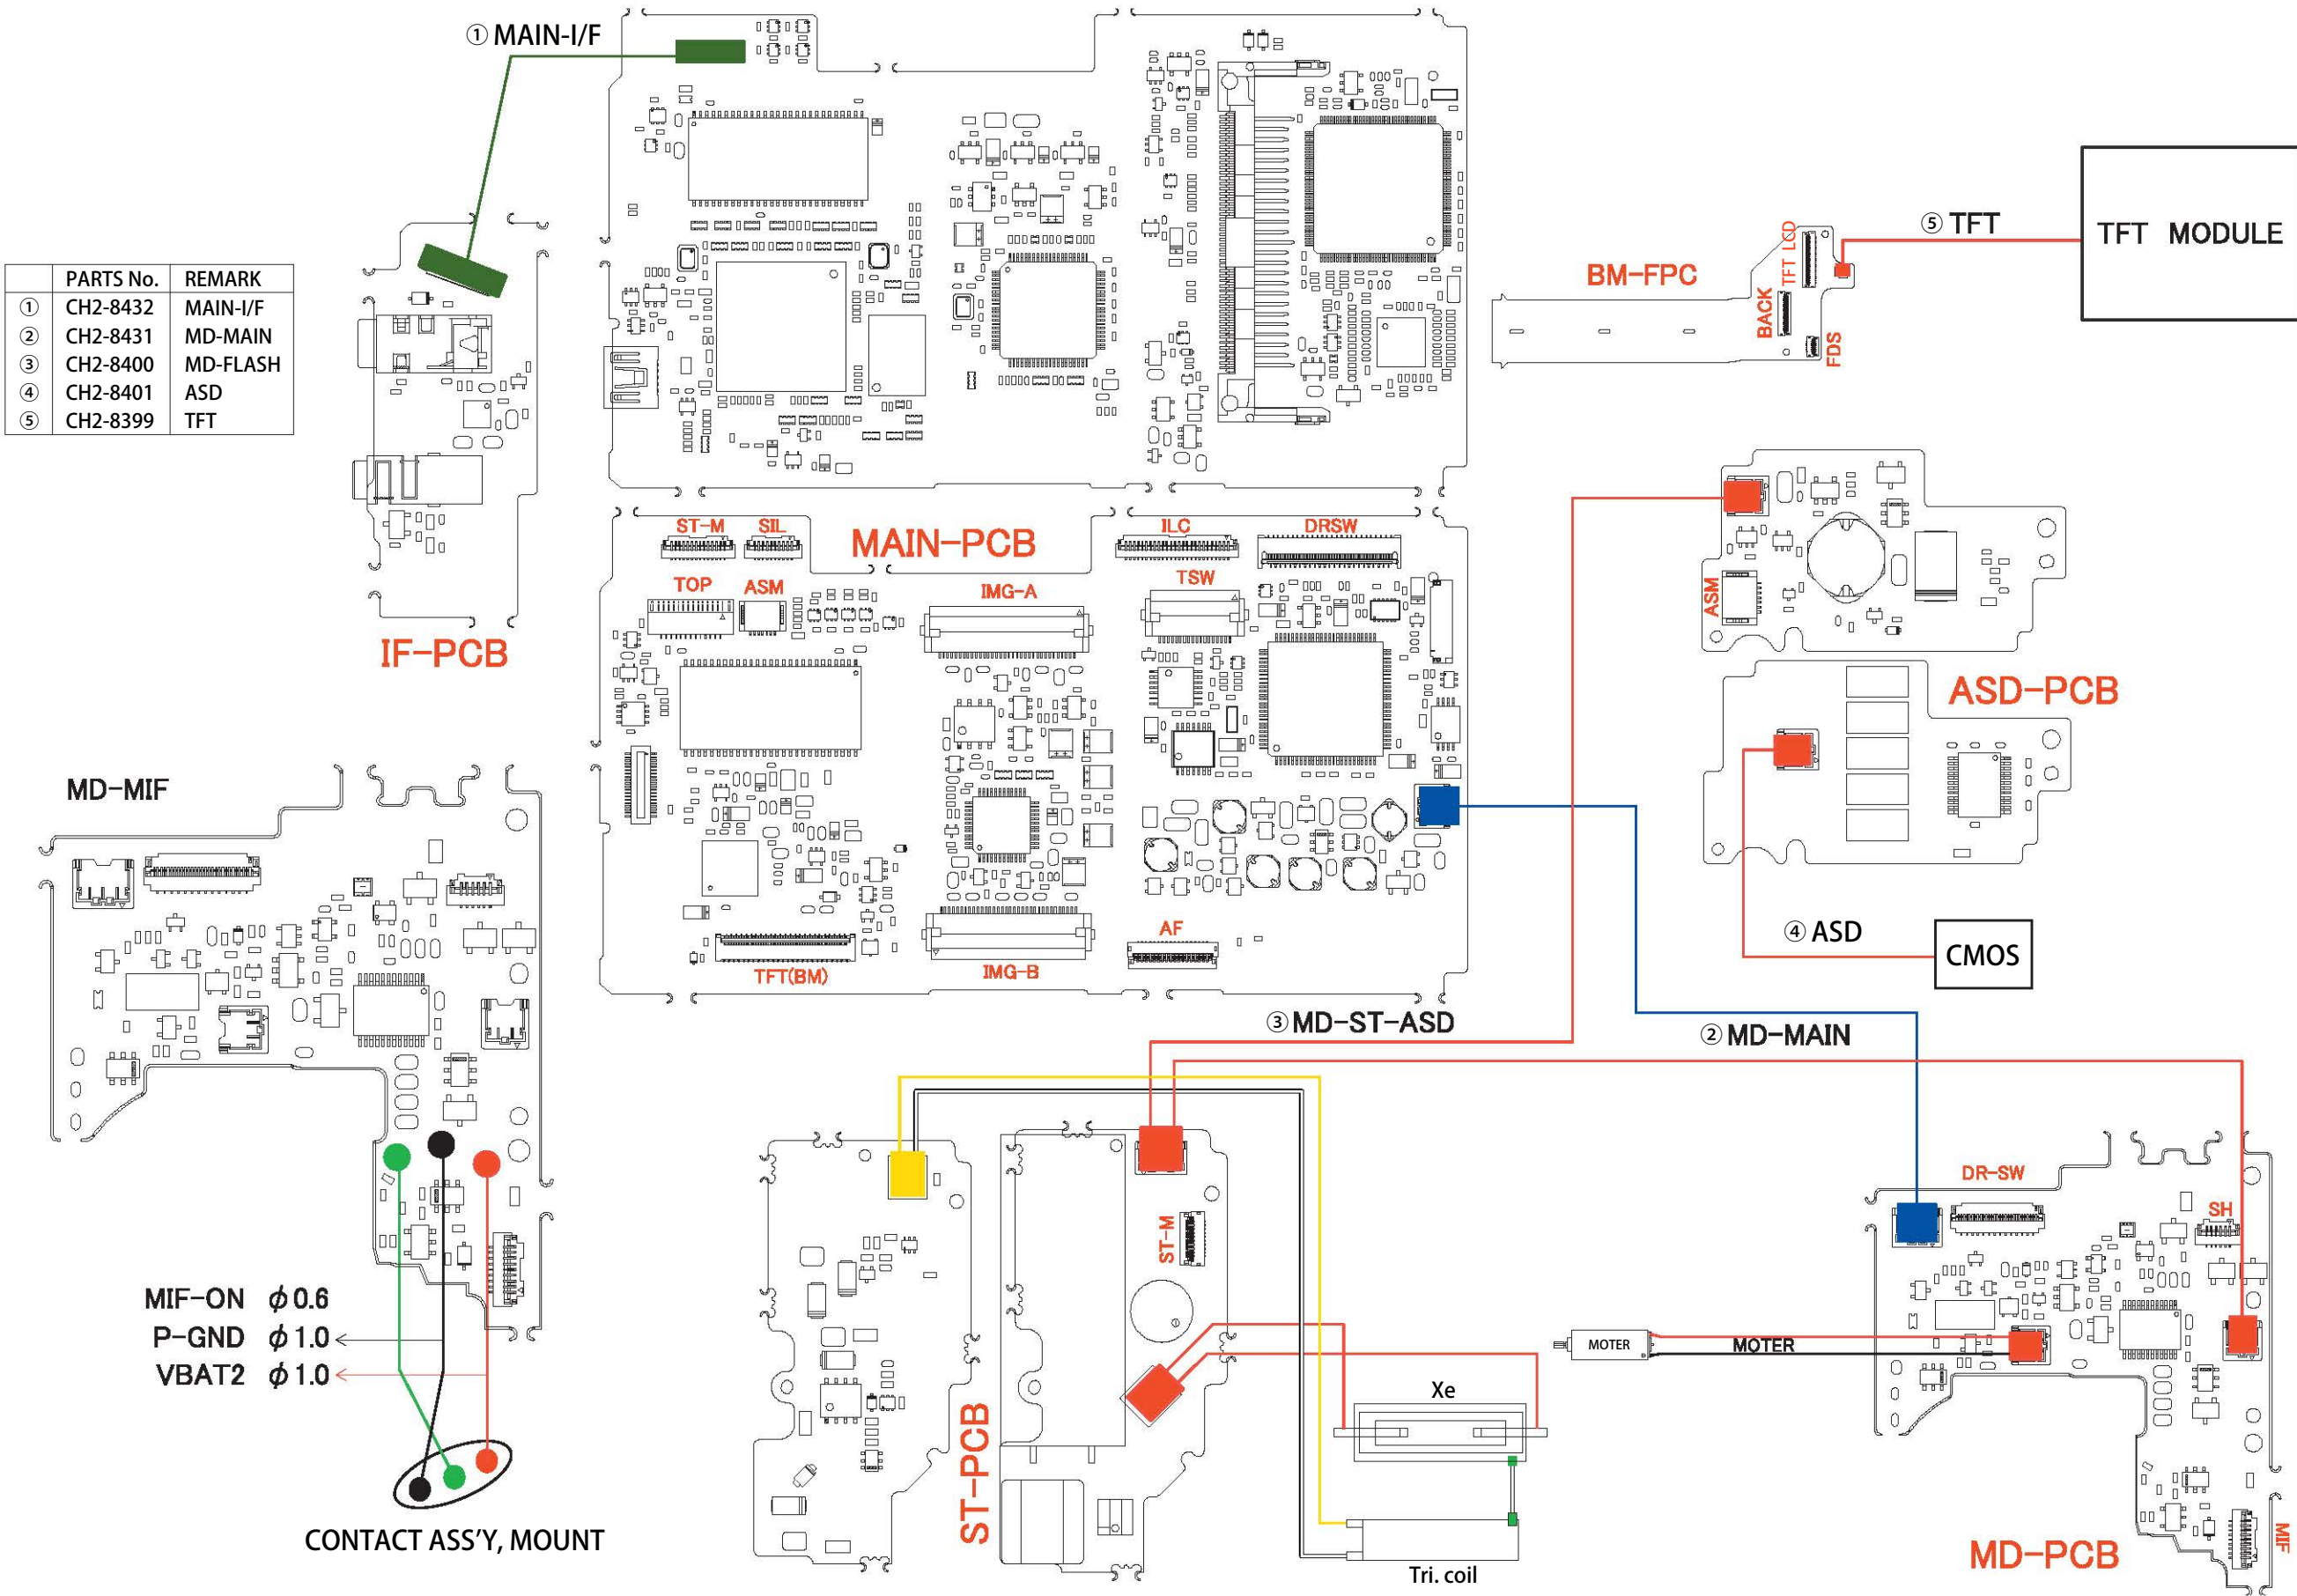 ① MAIN-I/F
PARTS No. REMARK
① CH2-8432 MAIN-I/F
② CH2-8431 MD-MAIN
③ CH2-8400 MD-FLASH
④ CH2-8401 ASD
⑤ CH2-8399 TFT
IF-PCB
BM-FPC
TFT LCD
BACK
FDS
⑤ TFT
TFT MODULE
ST-M
SIL
MAIN-PCB
ILC
DRSW
TOP
ASM
IMG-A
TSW
TFT(BM)
IMG-B
AF
ASM
ASD-PCB
④ ASD
CMOS
③ MD-ST-ASD
② MD-MAIN
MD-MIF
MIF-ON φ0.6
P-GND φ1.0
VBAT2 φ1.0
CONTACT ASS'Y, MOUNT
ST-M
ST-PCB
Xe
Tri. coil
MOTER
MOTER
DR-SW
SH
MIF
MD-PCB